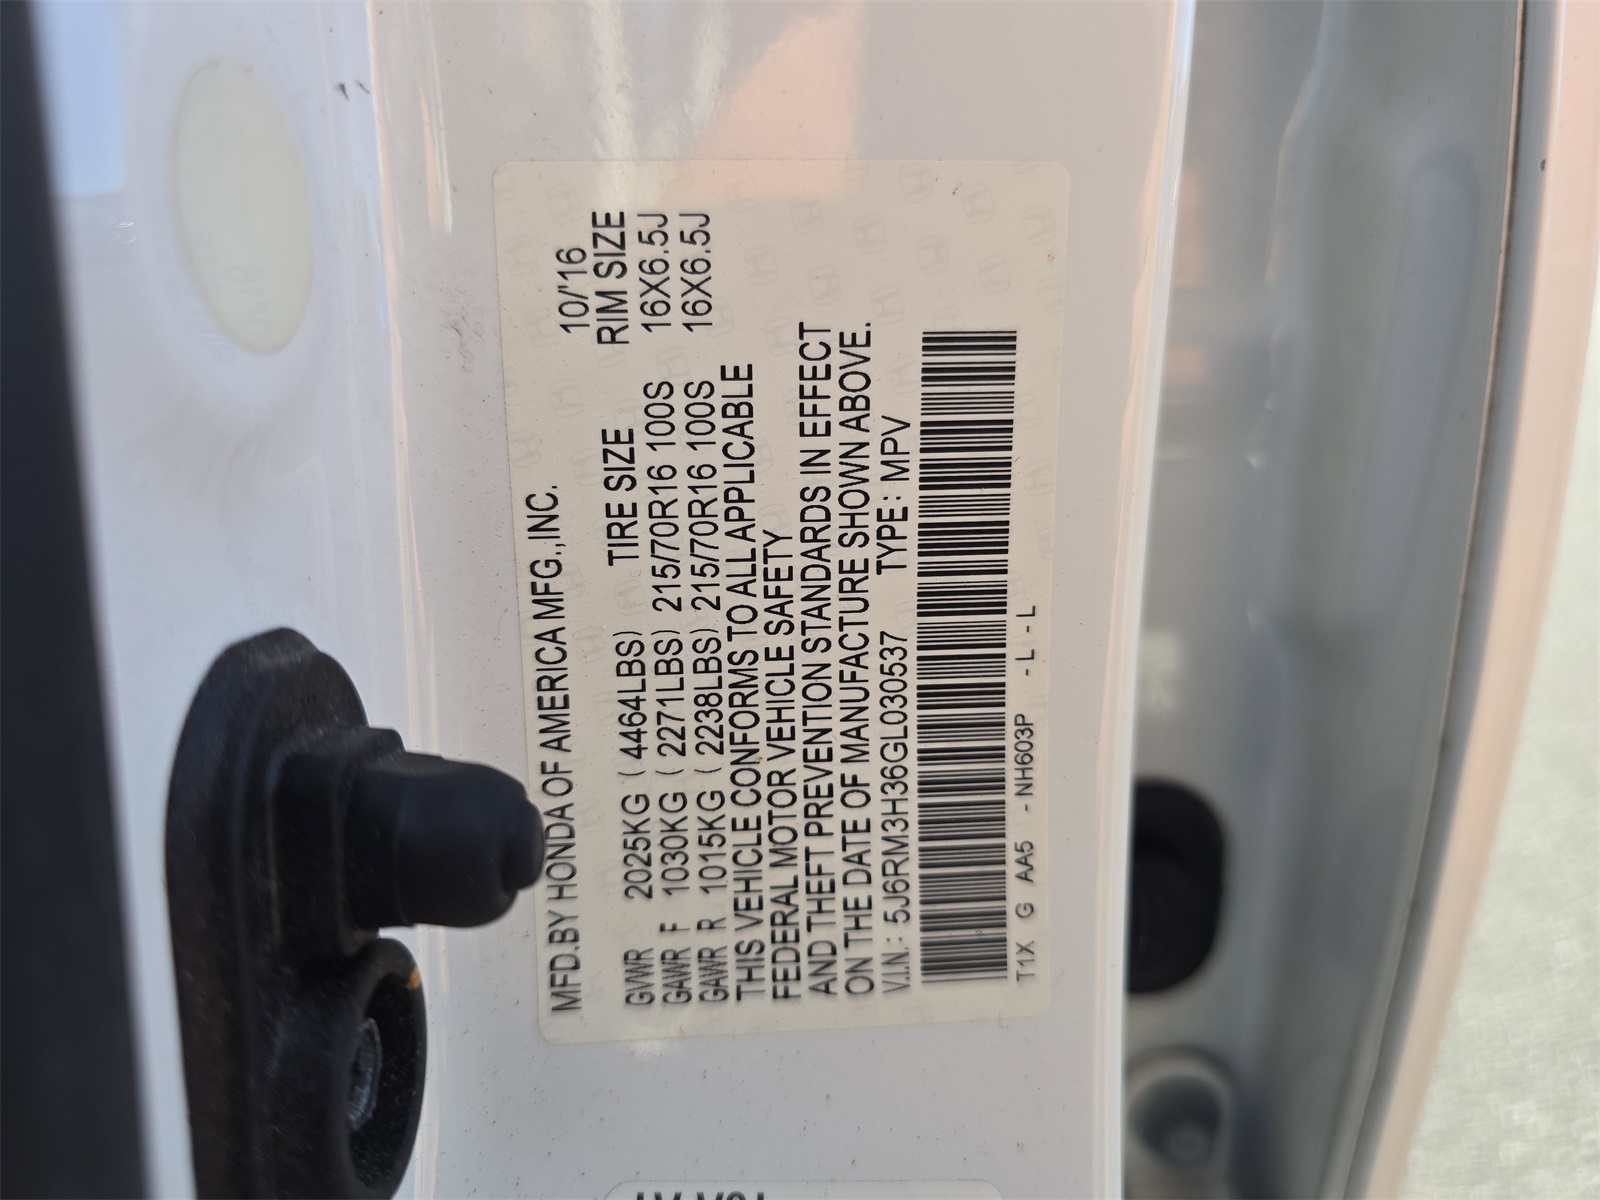 MFD.BY HONDA OF AMERICA MFG.,INC. 10/'16
TIRE SIZE RIM SIZE
GVWR 2025KG ( 4464LBS)
GAWR F 1030KG ( 2271LBS) 215/70R16 100S 16X6.5J
GAWR R 1015KG ( 2238LBS) 215/70R16 100S 16X6.5J
THIS VEHICLE CONFORMS TO ALL APPLICABLE
FEDERAL MOTOR VEHICLE SAFETY
AND THEFT PREVENTION STANDARDS IN EFFECT
ON THE DATE OF MANUFACTURE SHOWN ABOVE.
V.I.N.: 5J6RM3H36GL030537 TYPE : MPV
T1X G AA5 - NH603P - L - L